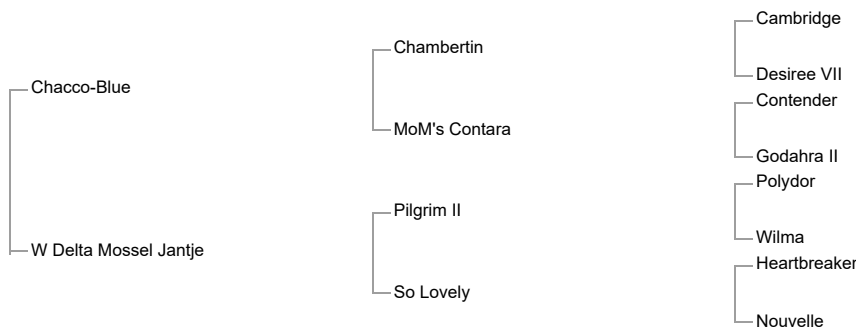 Cambridge
Chambertin
Desiree VII
Chacco-Blue
Contender
MoM's Contara
Godahra II
Polydor
Pilgrim II
Wilma
W Delta Mossel Jantje
Heartbreaker
So Lovely
Nouvelle